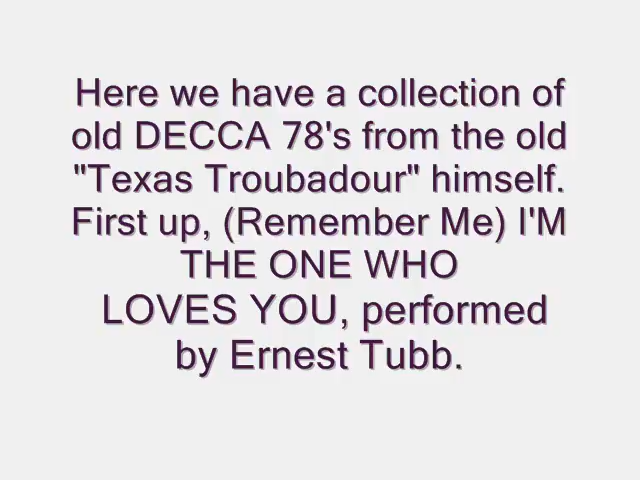 Here we have a collection of
old DECCA 78's from the old
"Texas Troubadour" himself.
First up, (Remember Me) I'M
THE ONE WHO
LOVES YOU, performed
by Ernest Tubb.